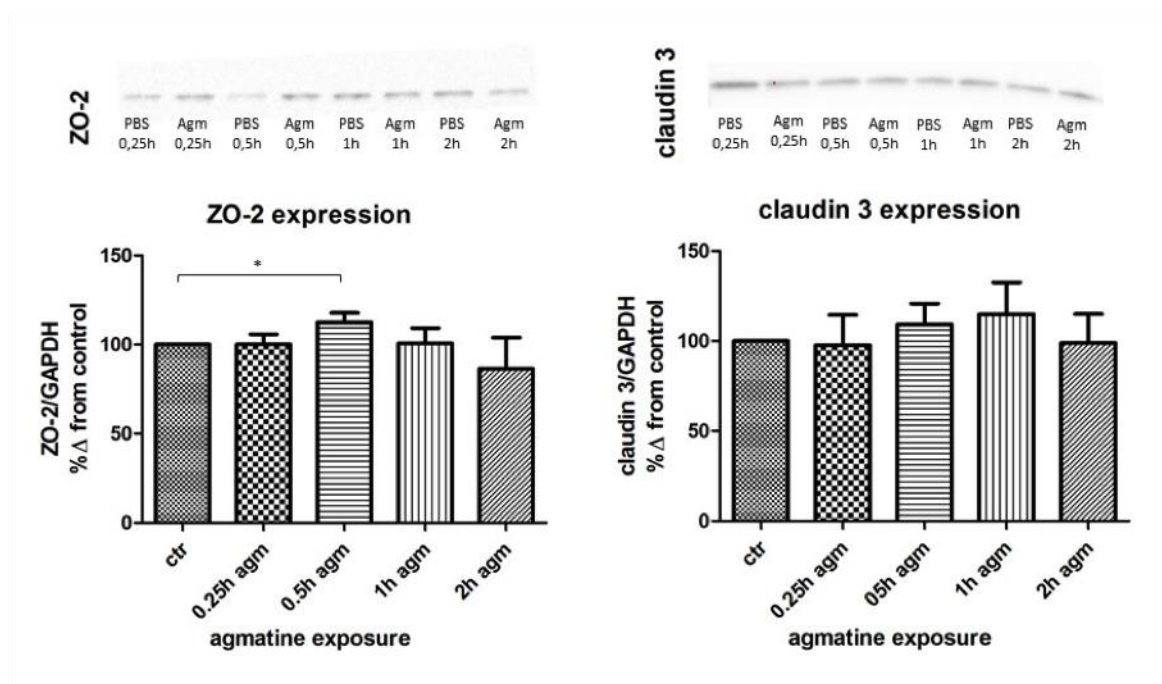 ZO-2
PBS Agm PBS Agm PBS Agm PBS Agm
0,25h 0,25h 0,5h 0,5h 1h 1h 2h 2h
ZO-2 expression
ZO-2/GAPDH
%Δ from control
150
*
100
50
0
ctr
0.25h agm
0.5h agm
1h agm
2h agm
agmatine exposure
claudin 3
PBS Agm PBS Agm PBS Agm PBS Agm
0,25h 0,25h 0,5h 0,5h 1h 1h 2h 2h
claudin 3 expression
claudin 3/GAPDH
%Δ from control
150
100
50
0
ctr
0.25h agm
05h agm
1h agm
2h agm
agmatine exposure